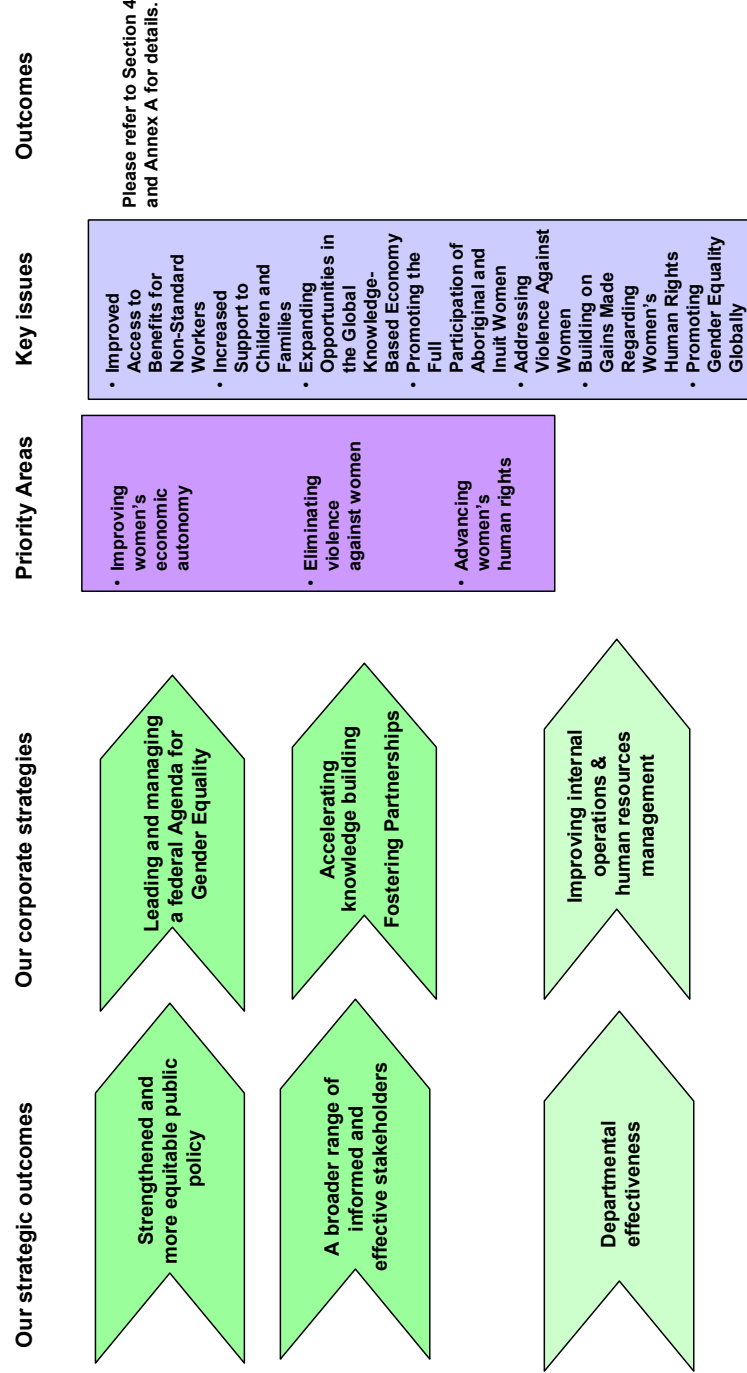 Our strategic outcomes
Our corporate strategies
Priority Areas
Key issues
Outcomes
Strengthened and
more equitable public
policy
A broader range of
informed and
effective stakeholders
Departmental
effectiveness
Leading and managing
a federal Agenda for
Gender Equality
Accelerating
knowledge building
Fostering Partnerships
Improving internal
operations &
human resources
management
• Improving
women's
economic
autonomy
• Eliminating
violence
against women
• Advancing
women's
human rights
• Improved
Access to
Benefits for
Non-Standard
Workers
• Increased
Support to
Children and
Families
• Expanding
Opportunities in
the Global
Knowledge-
Based Economy
• Promoting the
Full
Participation of
Aboriginal and
Inuit Women
• Addressing
Violence Against
Women
• Building on
Gains Made
Regarding
Women's
Human Rights
• Promoting
Gender Equality
Globally
Please refer to Section 4
and Annex A for details.